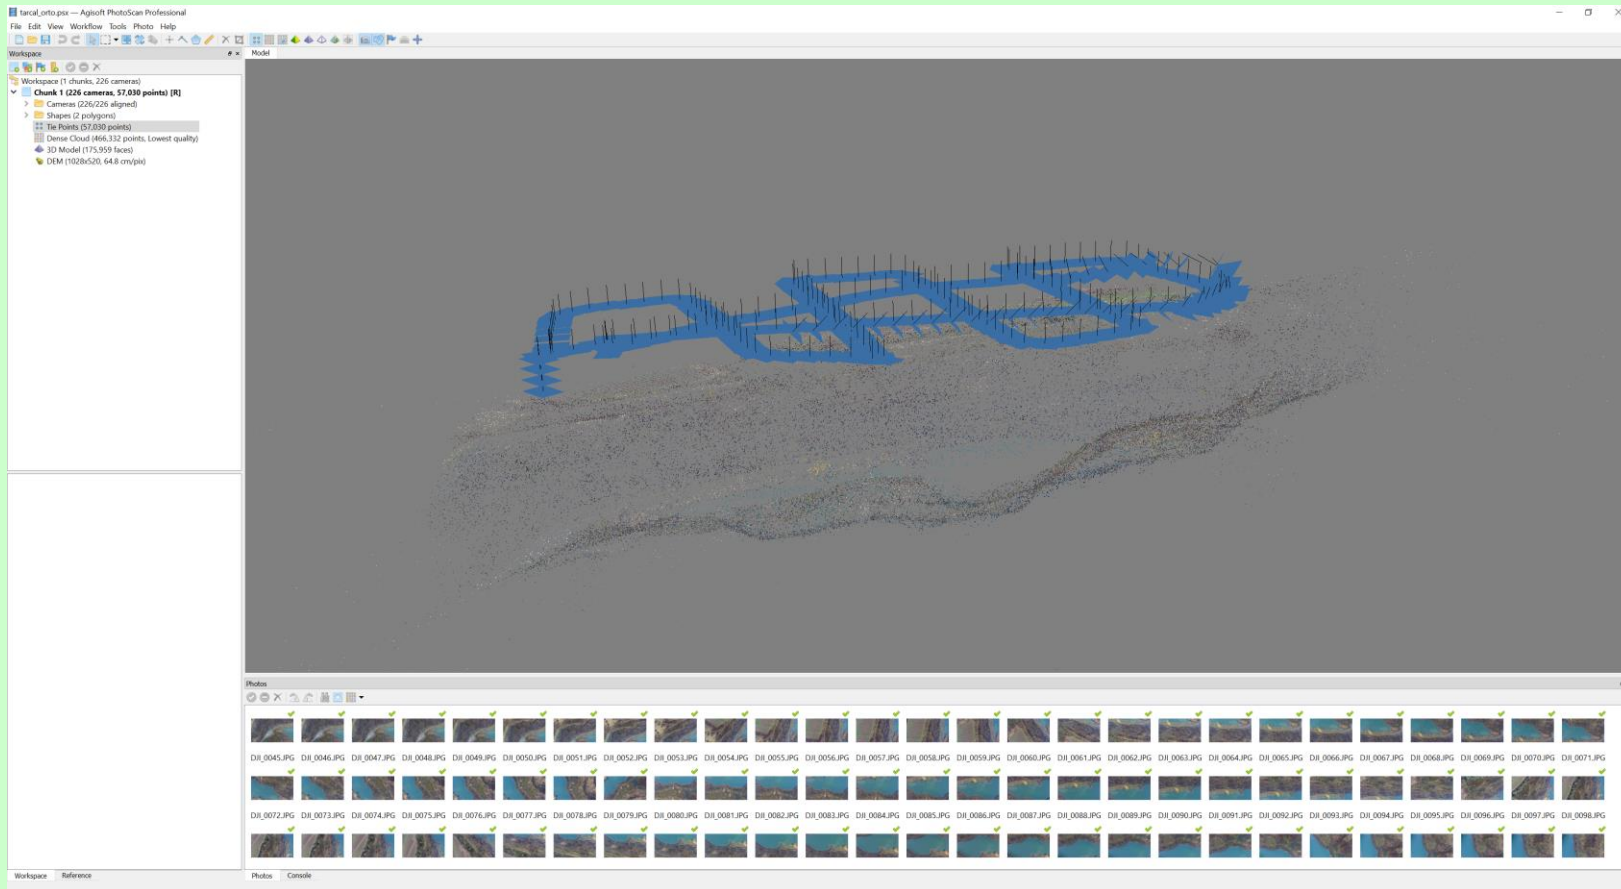 tarcal_orto.psx — Agisoft PhotoScan Professional
File Edit View Workflow Tools Photo Help
Workspace
Model
Workspace (1 chunks, 226 cameras)
Chunk 1 (226 cameras, 57,030 points) [R]
Cameras (226/226 aligned)
Shapes (2 polygons)
Tie Points (57,030 points)
Dense Cloud (466,332 points, Lowest quality)
3D Model (175,959 faces)
DEM (1028x520, 64.8 cm/pix)
Photos
DJI_0045.JPG DJI_0046.JPG DJI_0047.JPG DJI_0048.JPG DJI_0049.JPG DJI_0050.JPG DJI_0051.JPG DJI_0052.JPG DJI_0053.JPG DJI_0054.JPG DJI_0055.JPG DJI_0056.JPG DJI_0057.JPG DJI_0058.JPG DJI_0059.JPG DJI_0060.JPG DJI_0061.JPG DJI_0062.JPG DJI_0063.JPG DJI_0064.JPG DJI_0065.JPG DJI_0066.JPG DJI_0067.JPG DJI_0068.JPG DJI_0069.JPG DJI_0070.JPG DJI_0071.JPG
DJI_0072.JPG DJI_0073.JPG DJI_0074.JPG DJI_0075.JPG DJI_0076.JPG DJI_0077.JPG DJI_0078.JPG DJI_0079.JPG DJI_0080.JPG DJI_0081.JPG DJI_0082.JPG DJI_0083.JPG DJI_0084.JPG DJI_0085.JPG DJI_0086.JPG DJI_0087.JPG DJI_0088.JPG DJI_0089.JPG DJI_0090.JPG DJI_0091.JPG DJI_0092.JPG DJI_0093.JPG DJI_0094.JPG DJI_0095.JPG DJI_0096.JPG DJI_0097.JPG DJI_0098.JPG
Workspace Reference
Photos Console